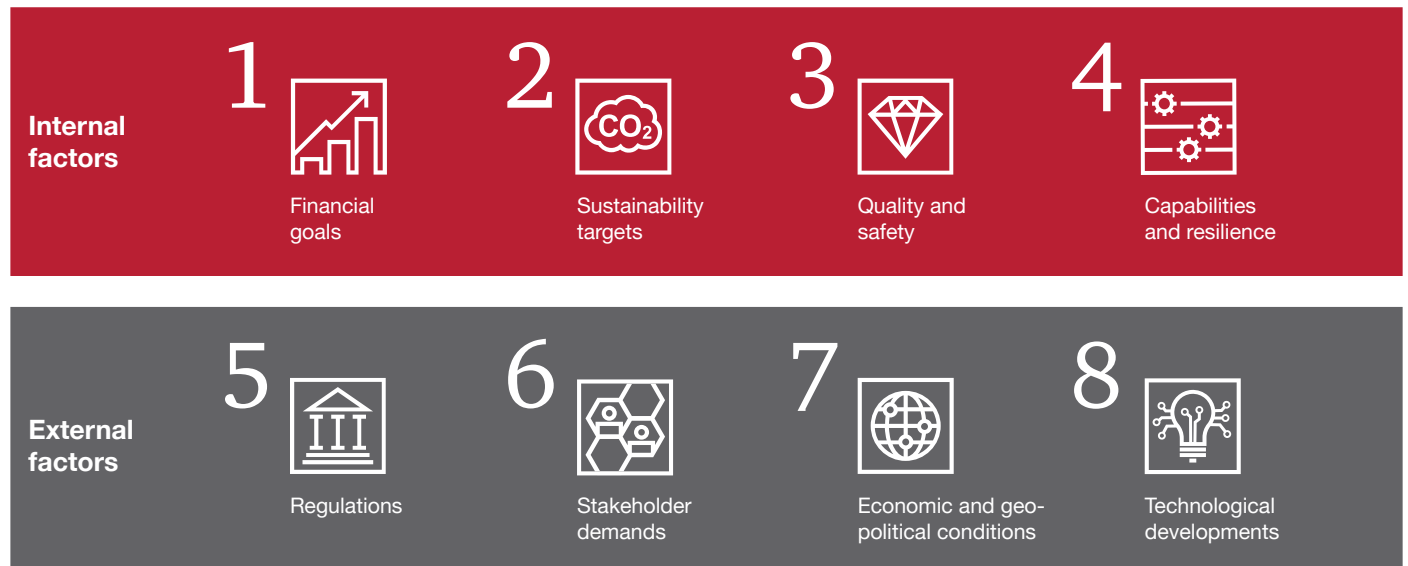 Internal
factors
1
Financial
goals
2
CO₂
Sustainability
targets
3
Quality and
safety
4
Capabilities
and resilience
External
factors
5
Regulations
6
Stakeholder
demands
7
Economic and geo-
political conditions
8
Technological
developments